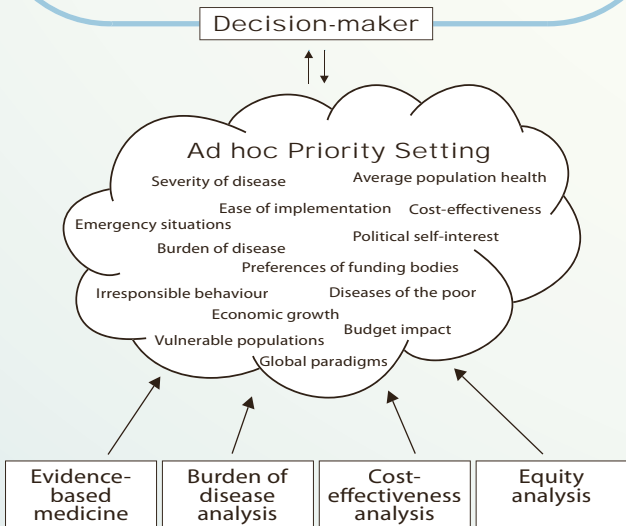 Decision-maker
Ad hoc Priority Setting
Severity of disease
Average population health
Ease of implementation
Cost-effectiveness
Emergency situations
Political self-interest
Burden of disease
Preferences of funding bodies
Irresponsible behaviour
Diseases of the poor
Economic growth
Budget impact
Vulnerable populations
Global paradigms
Evidence-
based
medicine
Burden of
disease
analysis
Cost-
effectiveness
analysis
Equity
analysis